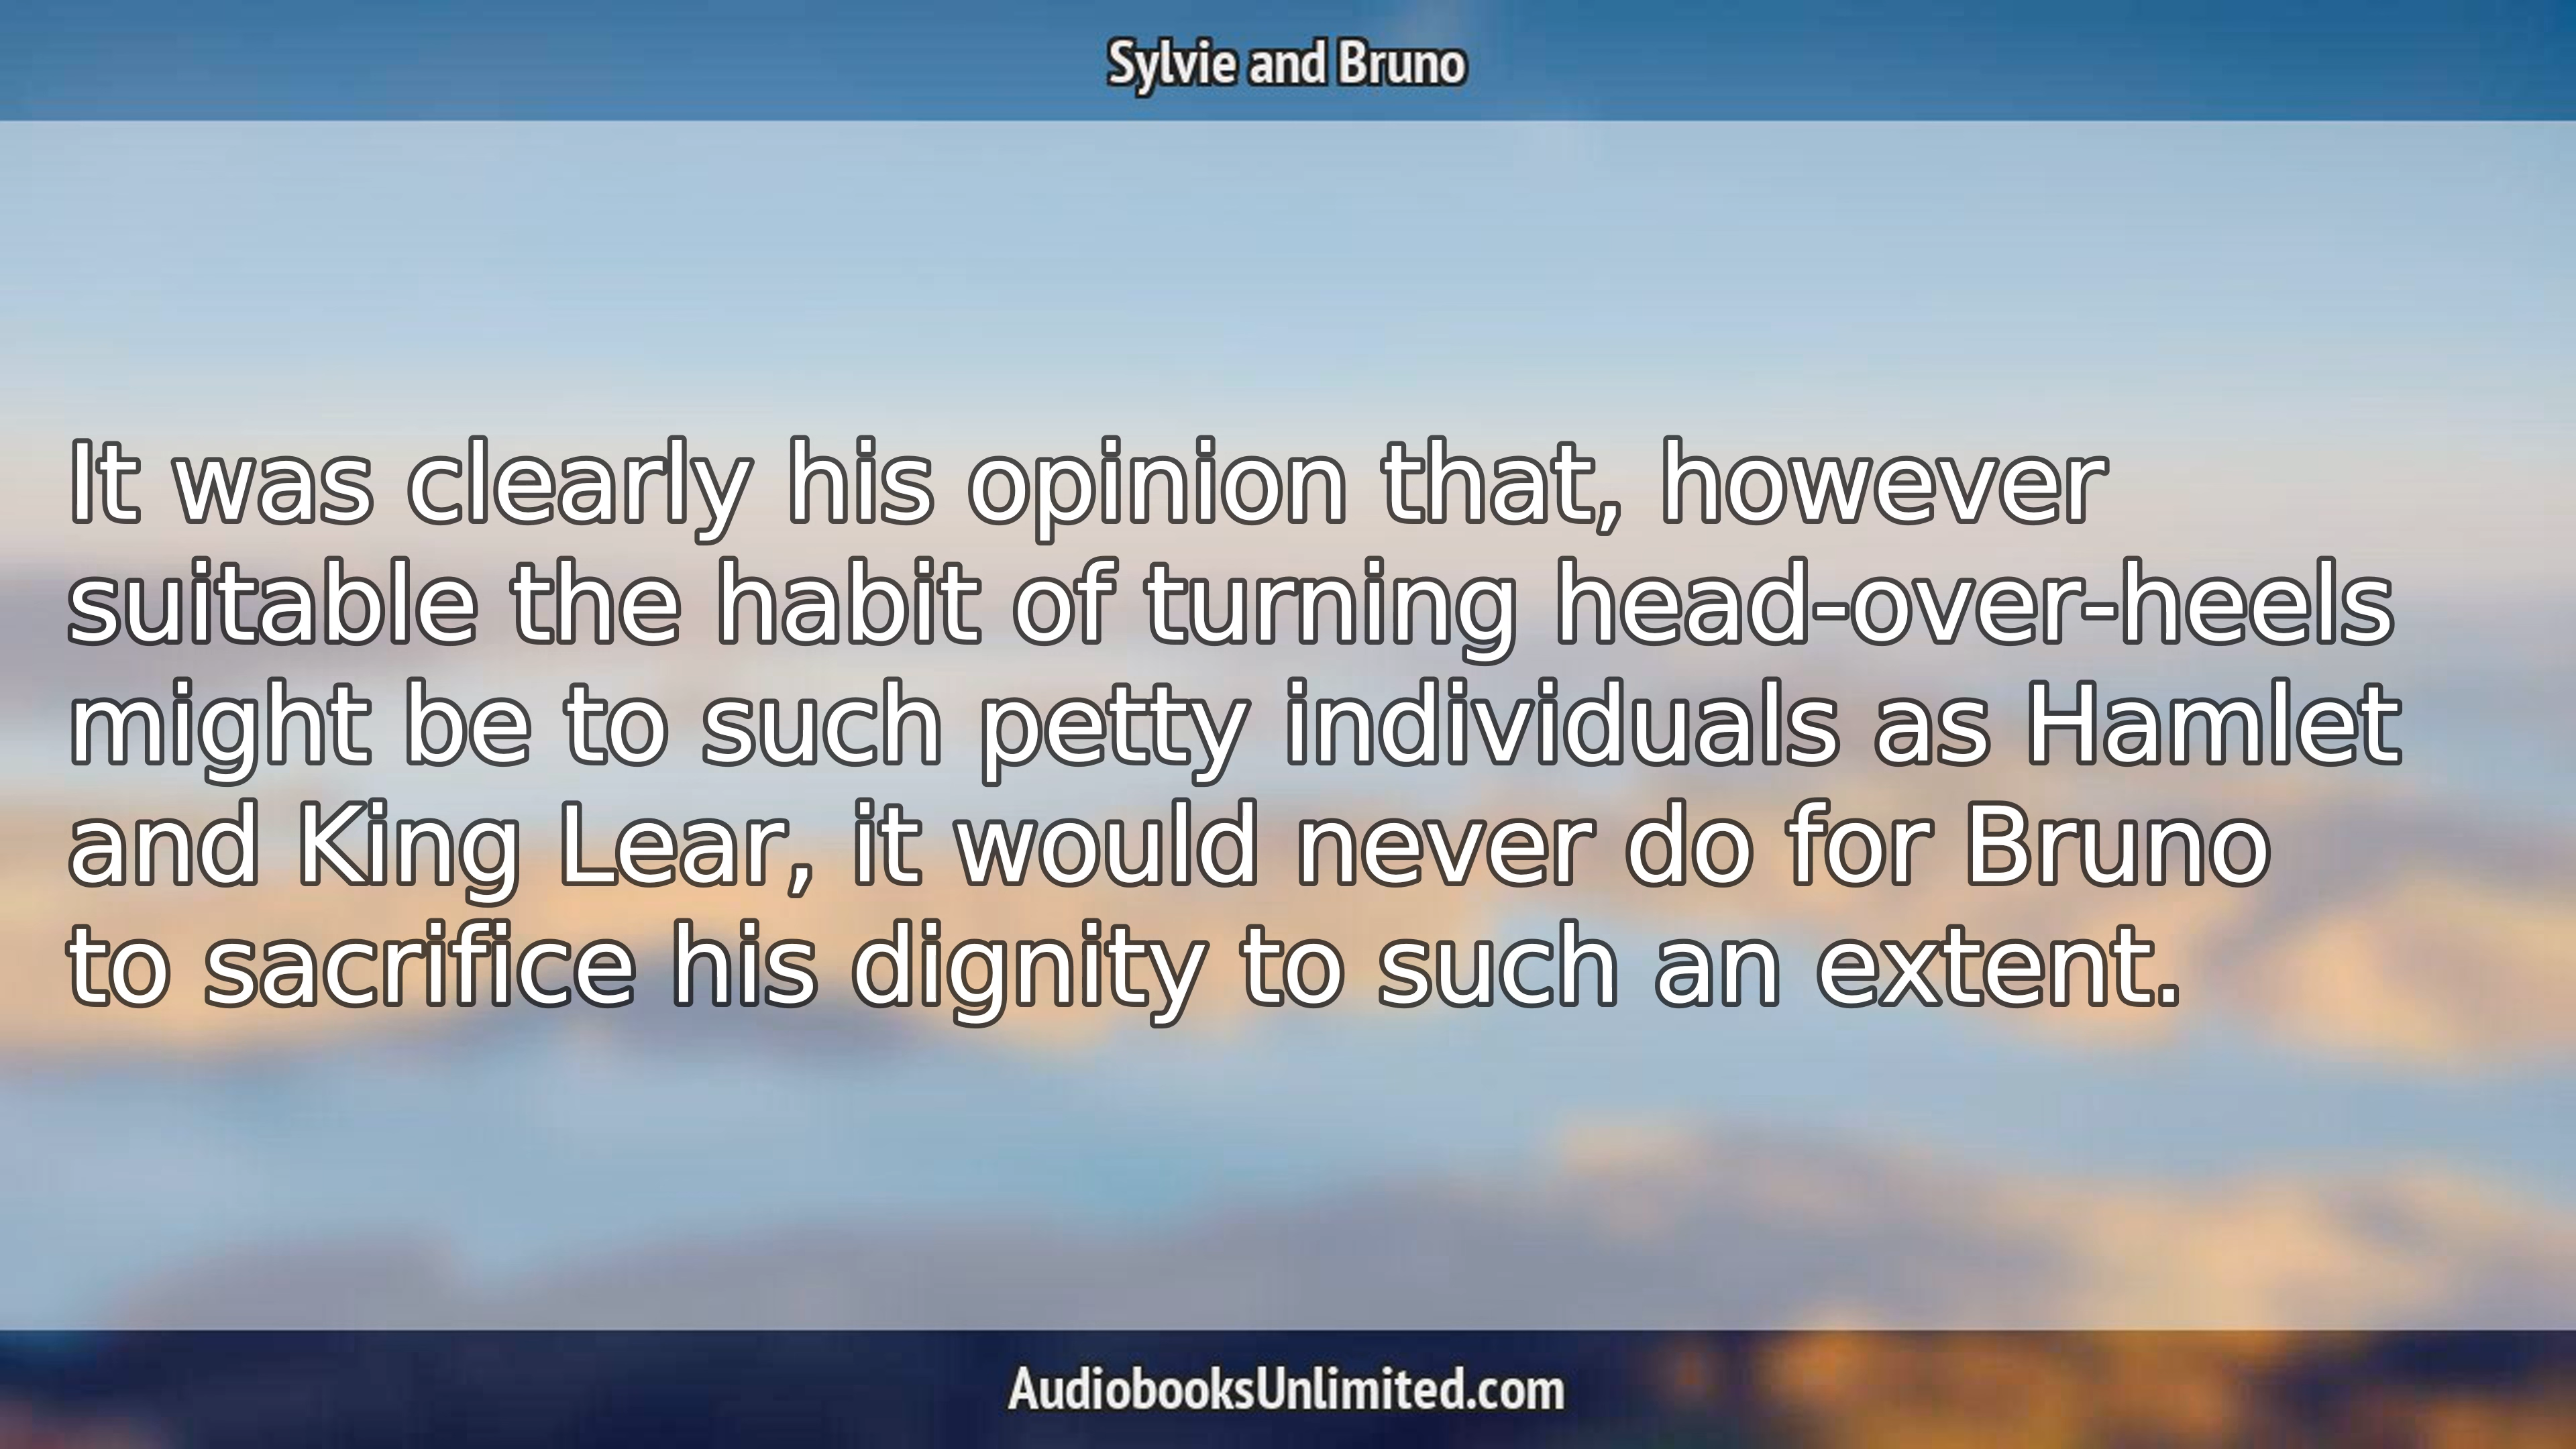 Sylvie and Bruno
It was clearly his opinion that, however
suitable the habit of turning head-over-heels
might be to such petty individuals as Hamlet
and King Lear, it would never do for Bruno
to sacrifice his dignity to such an extent.
AudiobooksUnlimited.com